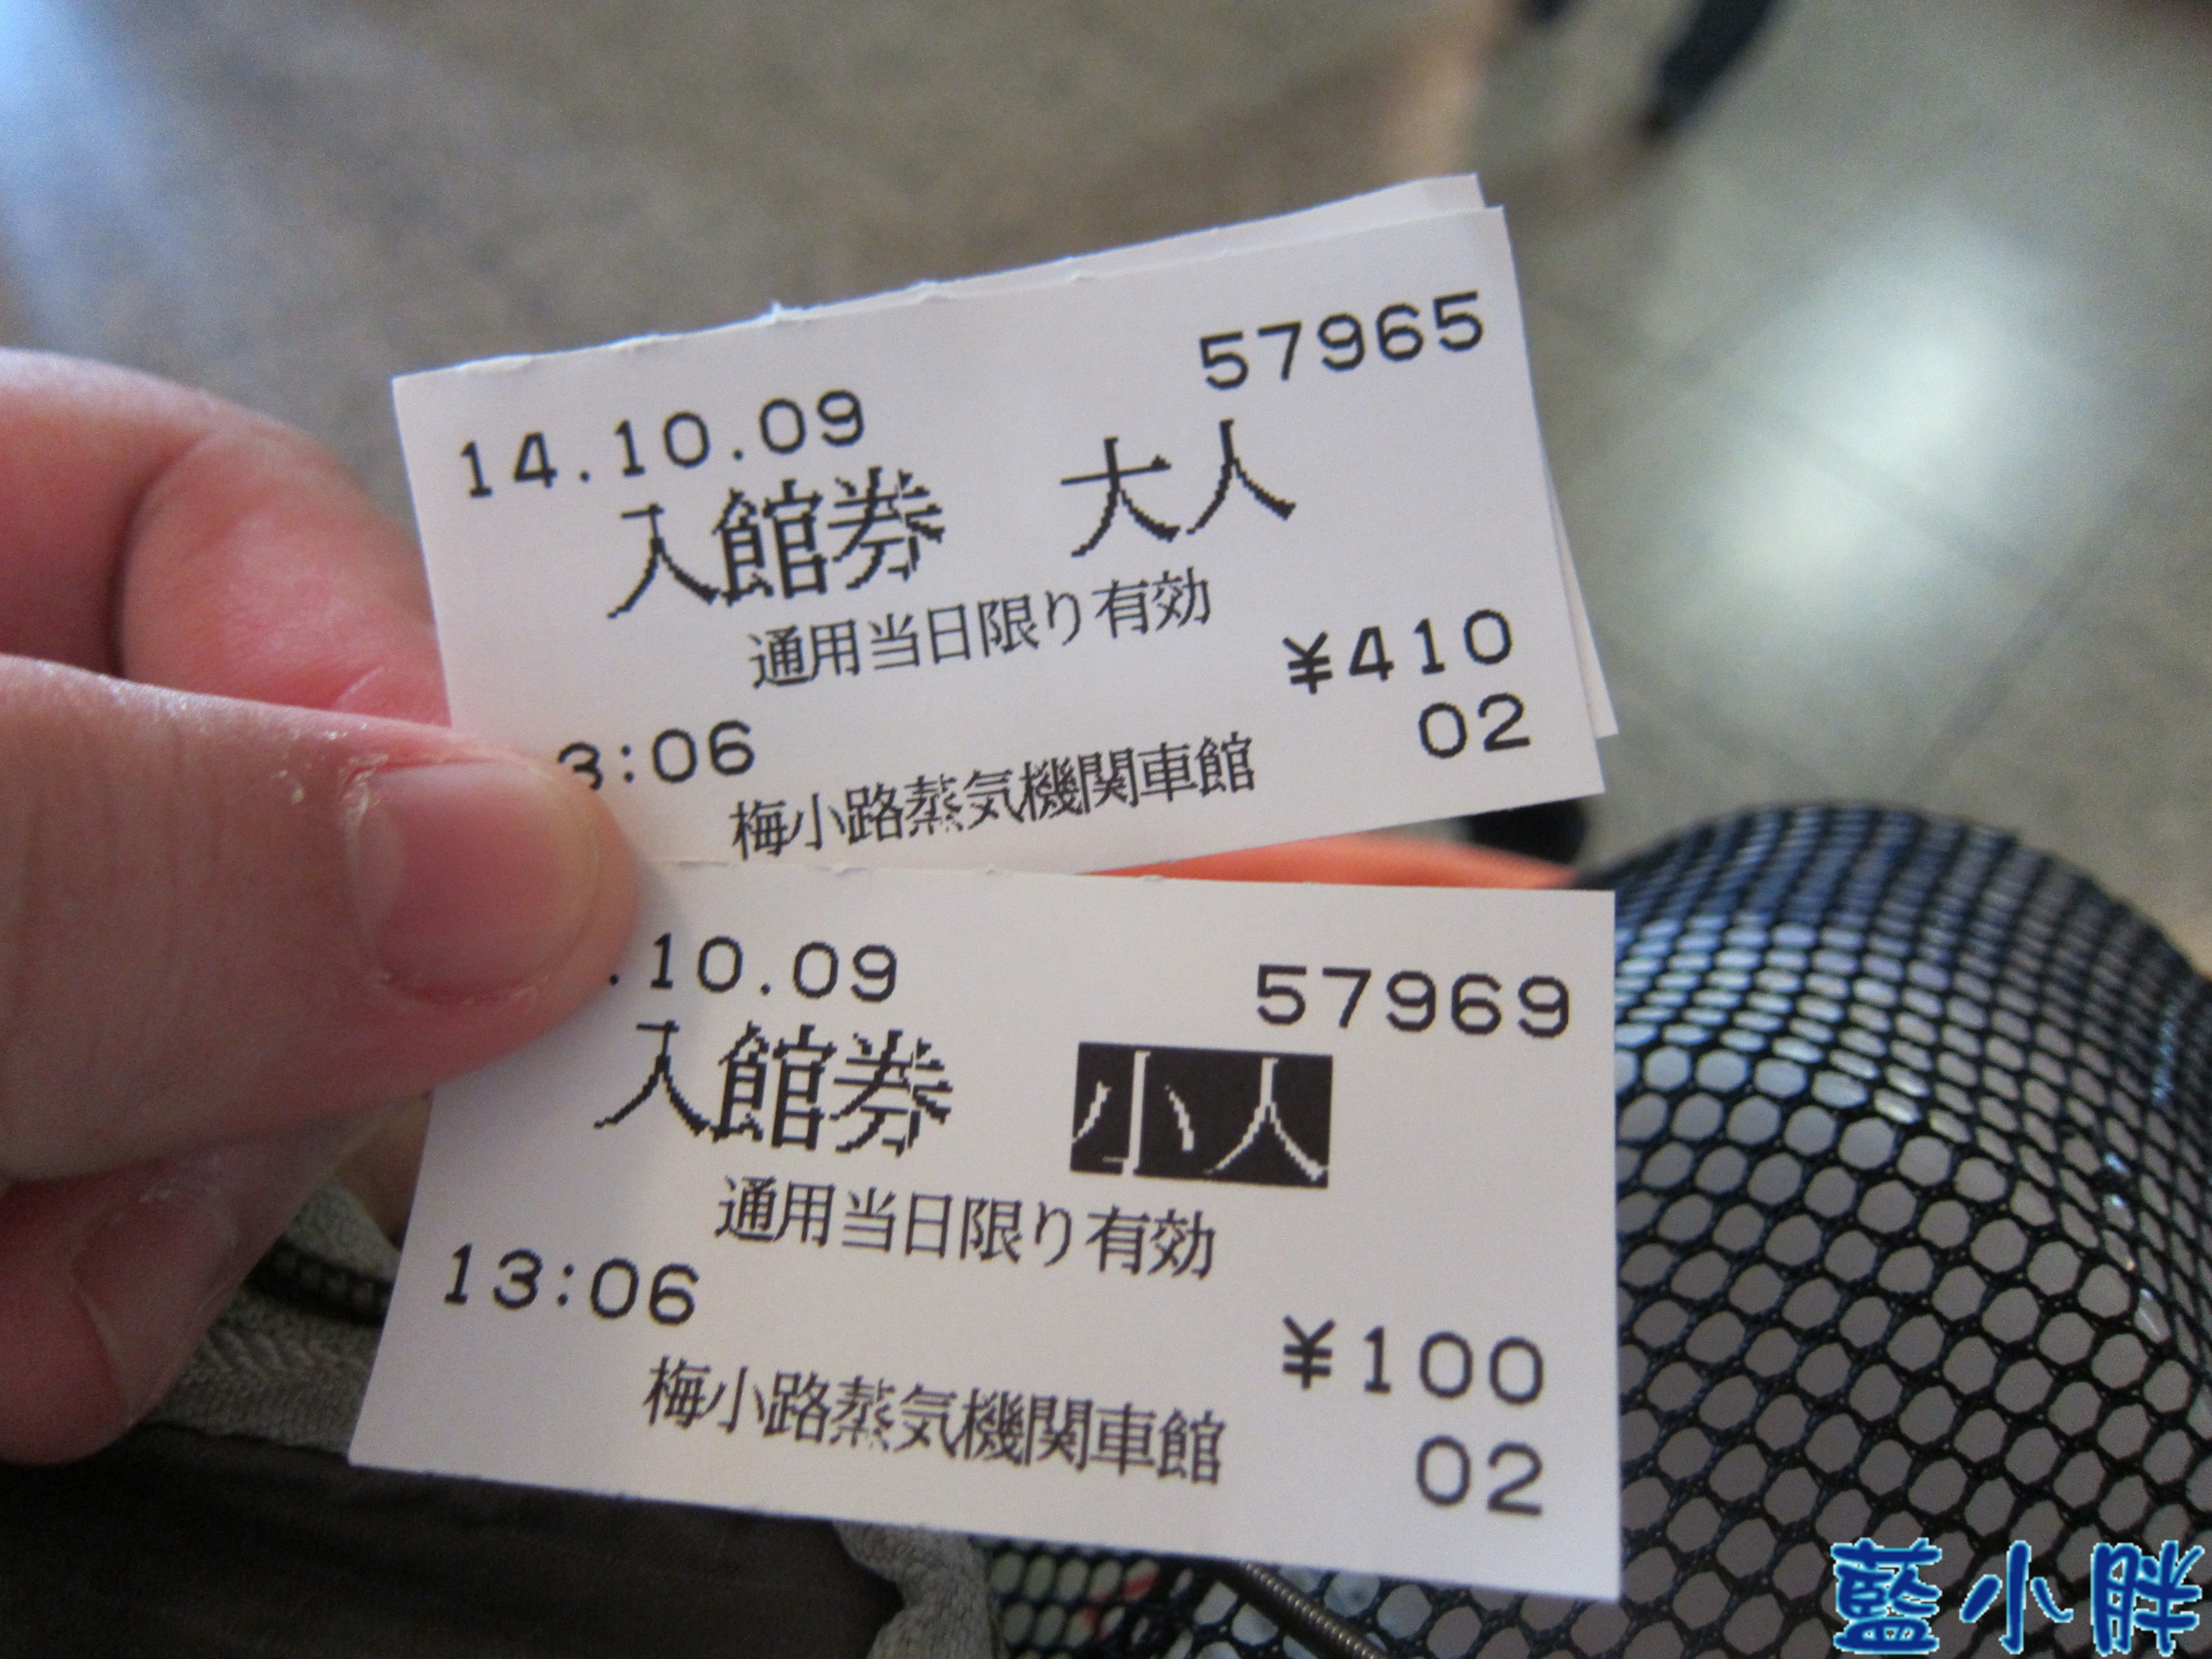 57965
14.10.09
入館券 大人
通用当日限り有効
¥410
3:06
02
梅小路蒸気機関車館
.10.09
57969
入館券 小人
通用当日限り有効
13:06
¥100
梅小路蒸気機関車館
02
藍小胖